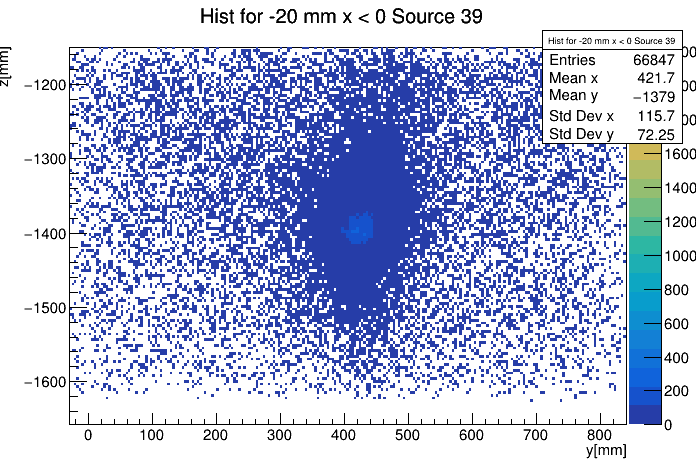 Hist for -20 mm x < 0 Source 39
z[mm]
Hist for -20 mm x < 0 Source 39
Entries 66847
Mean x 421.7
Mean y −1379
Std Dev x 115.7
Std Dev y 72.25
−1200
−1300
−1400
−1500
−1600
1600
1400
1200
1000
800
600
400
200
0
0 100 200 300 400 500 600 700 800
y[mm]